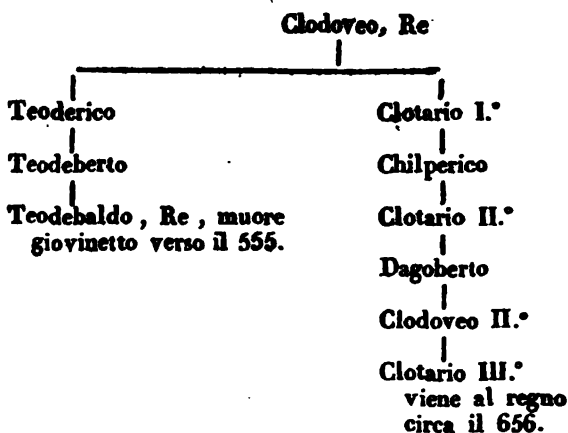 Clodoveo, Re
Teoderico
Teodeberto
Teodebaldo, Re, muore
giovinetto verso il 555.
Clotario I.°
Chilperico
Clotario II.°
Dagoberto
Clodoveo II.°
Clotario III.°
viene al regno
circa il 656.